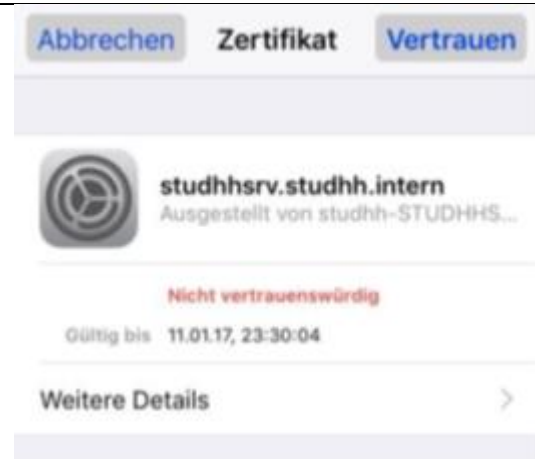 Abbrechen Zertifikat Vertrauen
studhhsrv.studhh.intern
Ausgestellt von studhh-STUDHHS...
Nicht vertrauenswürdig
Gültig bis 11.01.17, 23:30:04
Weitere Details